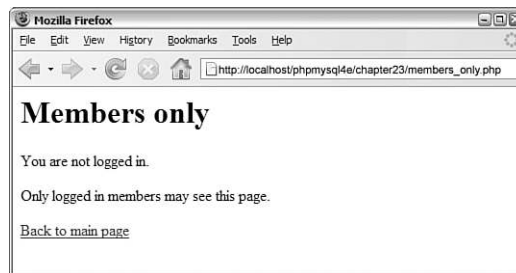 Mozilla Firefox
File Edit View History Bookmarks Tools Help
http://localhost/phpmysql4e/chapter23/members_only.php
Members only
You are not logged in.
Only logged in members may see this page.
Back to main page